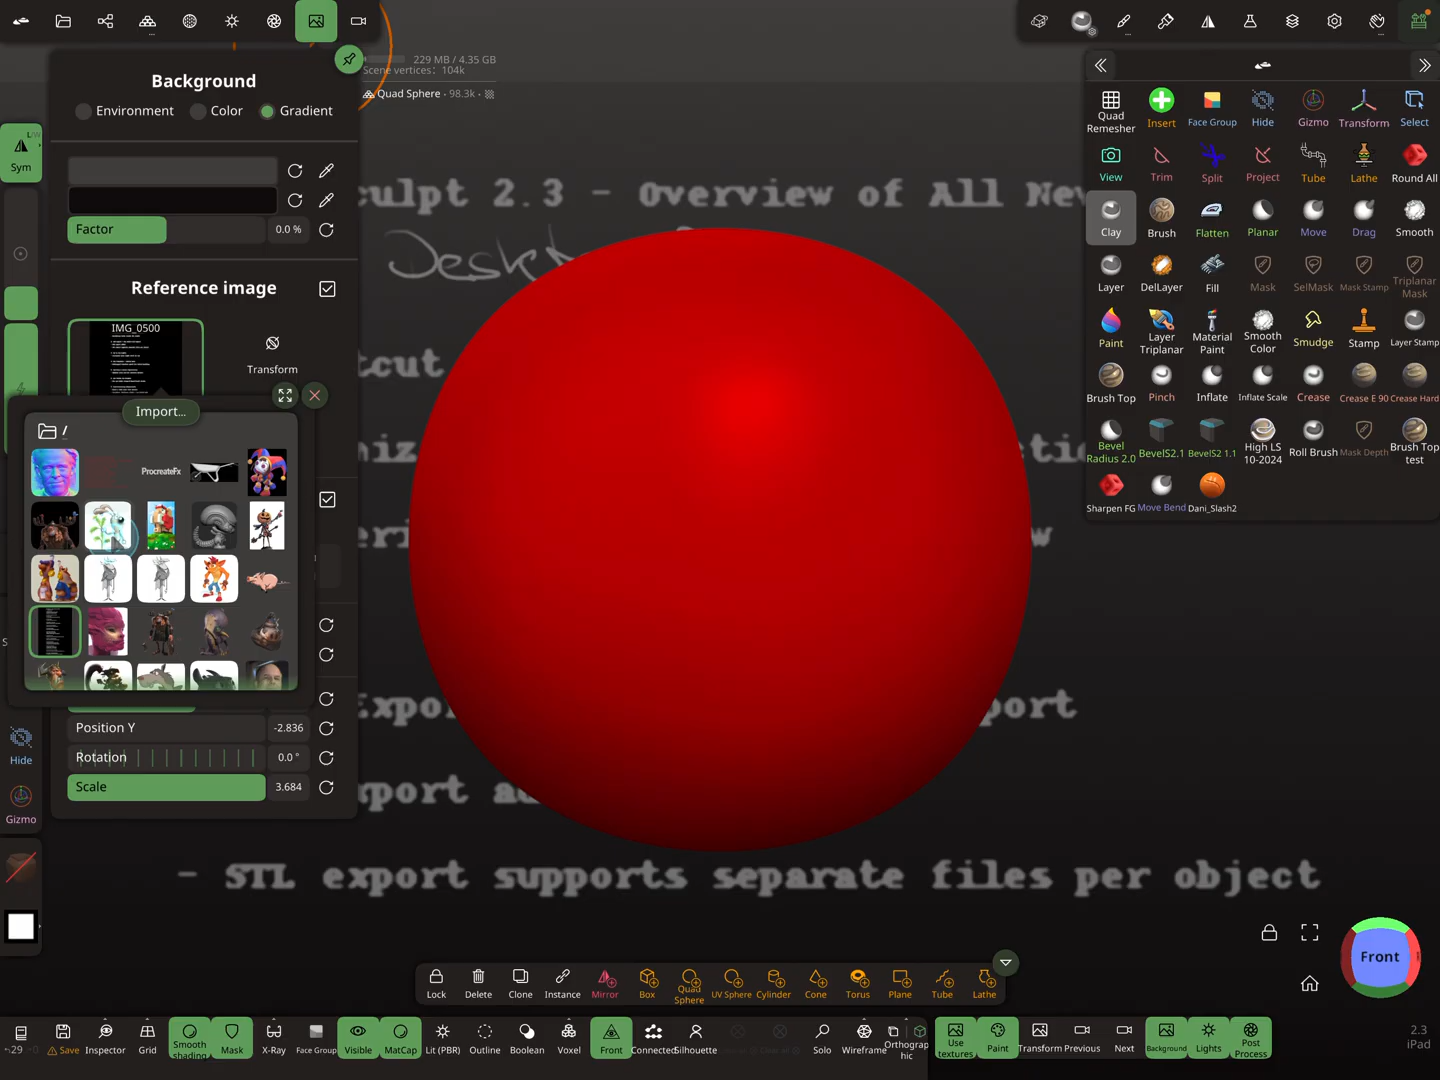 229 MB / 4.35 GB
Scene vertices: 104k
Quad Sphere - 98.3k
Background
Environment
Color
Gradient
Factor
0.0 %
Reference image
IMG_0500
Transform
Import...
/
ProcreateFx
Position Y
-2.836
Rotation
0.0 °
Scale
3.684
Sym
Hide
Gizmo
culpt 2.3 - Overview of All New
Deskt
tcut
- STL export supports separate files per object
Quad Remesher
Insert
Face Group
Hide
Gizmo
Transform
Select
View
Trim
Split
Project
Tube
Lathe
Round All
Clay
Brush
Flatten
Planar
Move
Drag
Smooth
Layer
DelLayer
Fill
Mask
SelMask
Mask Stamp
Triplanar Mask
Paint
Layer Triplanar
Material Paint
Smooth Color
Smudge
Stamp
Layer Stamp
Brush Top
Pinch
Inflate
Inflate Scale
Crease
Crease E 90
Crease Hard
Bevel Radius 2.0
BevelS2.1
BevelS2 1.1
High LS 10-2024
Roll Brush
Mask Depth
Brush Top test
Sharpen FG
Move Bend
Dani_Slash2
Front
Lock
Delete
Clone
Instance
Mirror
Box
Quad Sphere
UV Sphere
Cylinder
Cone
Torus
Plane
Tube
Lathe
-29
Save
Inspector
Grid
Smooth shading
Mask
X-Ray
Face Group
Visible
MatCap
Lit (PBR)
Outline
Boolean
Voxel
Front
Connected
Silhouette
Solo
Wireframe
Orthographic
Use textures
Paint
Transform
Previous
Next
Background
Lights
Post Process
2.3
iPad